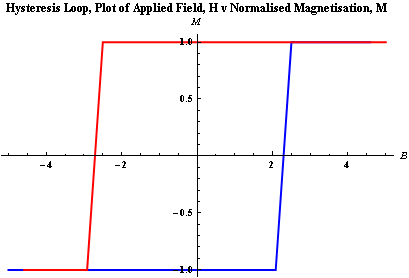 Hysteresis Loop, Plot of Applied Field, H v Normalised Magnetisation, M
M
1.0
0.5
B
−4
−2
2
4
−0.5
−1.0